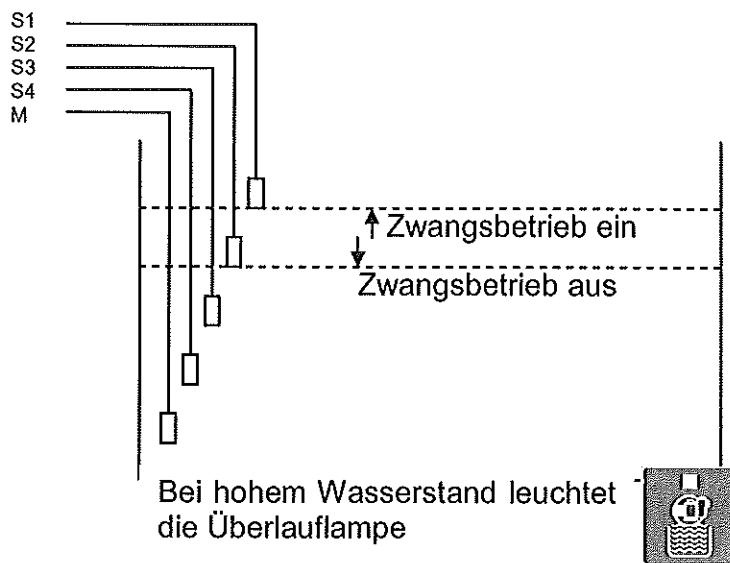 S1
S2
S3
S4
M
Zwangsbetrieb ein
Zwangsbetrieb aus
Bei hohem Wasserstand leuchtet
die Überlauflampe